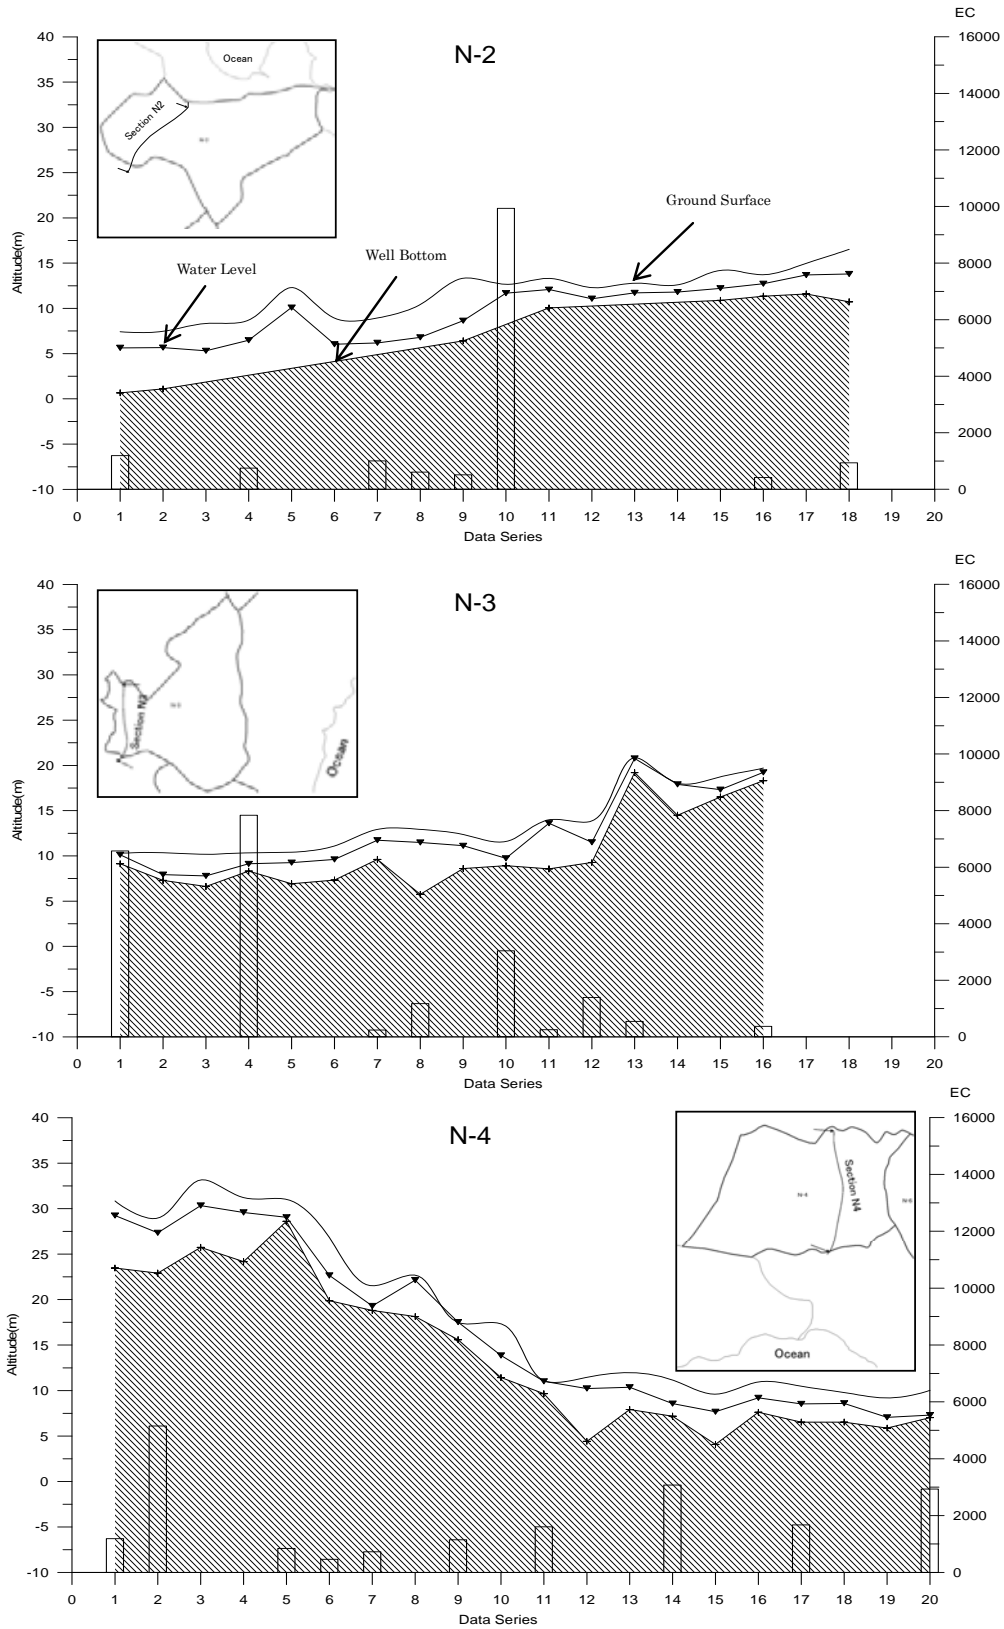 EC
N-2
40
35
30
25
20
15
10
5
0
-5
-10
Altitude(m)
16000
14000
12000
10000
8000
6000
4000
2000
0
Ocean
Section N2
Ground Surface
Well Bottom
Water Level
0 1 2 3 4 5 6 7 8 9 10 11 12 13 14 15 16 17 18 19 20
Data Series
EC
N-3
40
35
30
25
20
15
10
5
0
-5
-10
Altitude(m)
16000
14000
12000
10000
8000
6000
4000
2000
0
Section N3
Ocean
0 1 2 3 4 5 6 7 8 9 10 11 12 13 14 15 16 17 18 19 20
Data Series
EC
N-4
40
35
30
25
20
15
10
5
0
-5
-10
Altitude(m)
16000
14000
12000
10000
8000
6000
4000
2000
0
Section N4
N-4
Ocean
0 1 2 3 4 5 6 7 8 9 10 11 12 13 14 15 16 17 18 19 20
Data Series